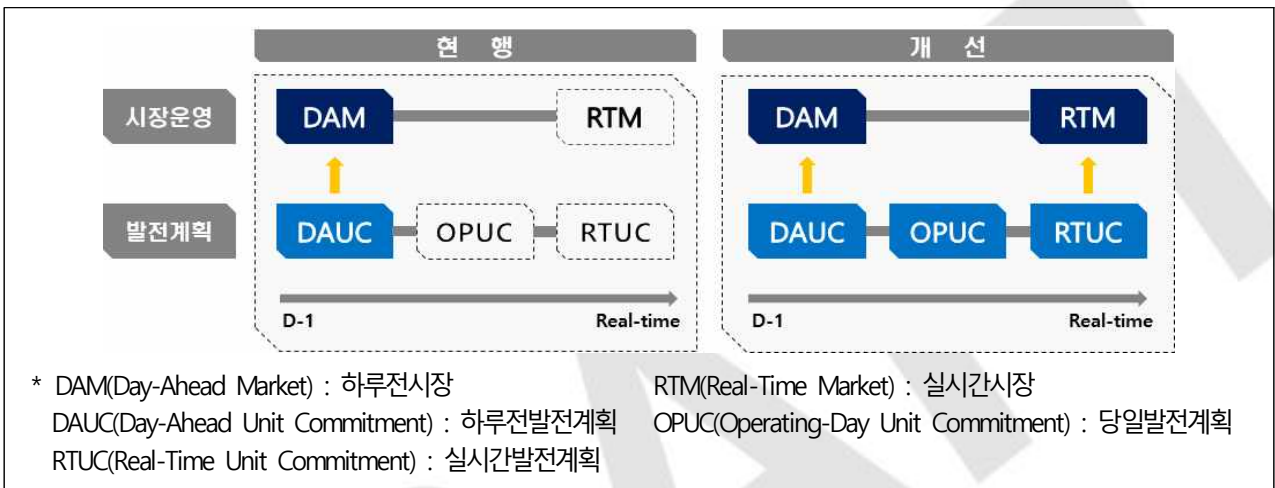 현 행
개 선
시장운영
DAM
RTM
DAM
RTM
발전계획
DAUC
OPUC
RTUC
DAUC
OPUC
RTUC
D-1
Real-time
D-1
Real-time
* DAM(Day-Ahead Market) : 하루전시장 RTM(Real-Time Market) : 실시간시장
DAUC(Day-Ahead Unit Commitment) : 하루전발전계획 OPUC(Operating-Day Unit Commitment) : 당일발전계획
RTUC(Real-Time Unit Commitment) : 실시간발전계획